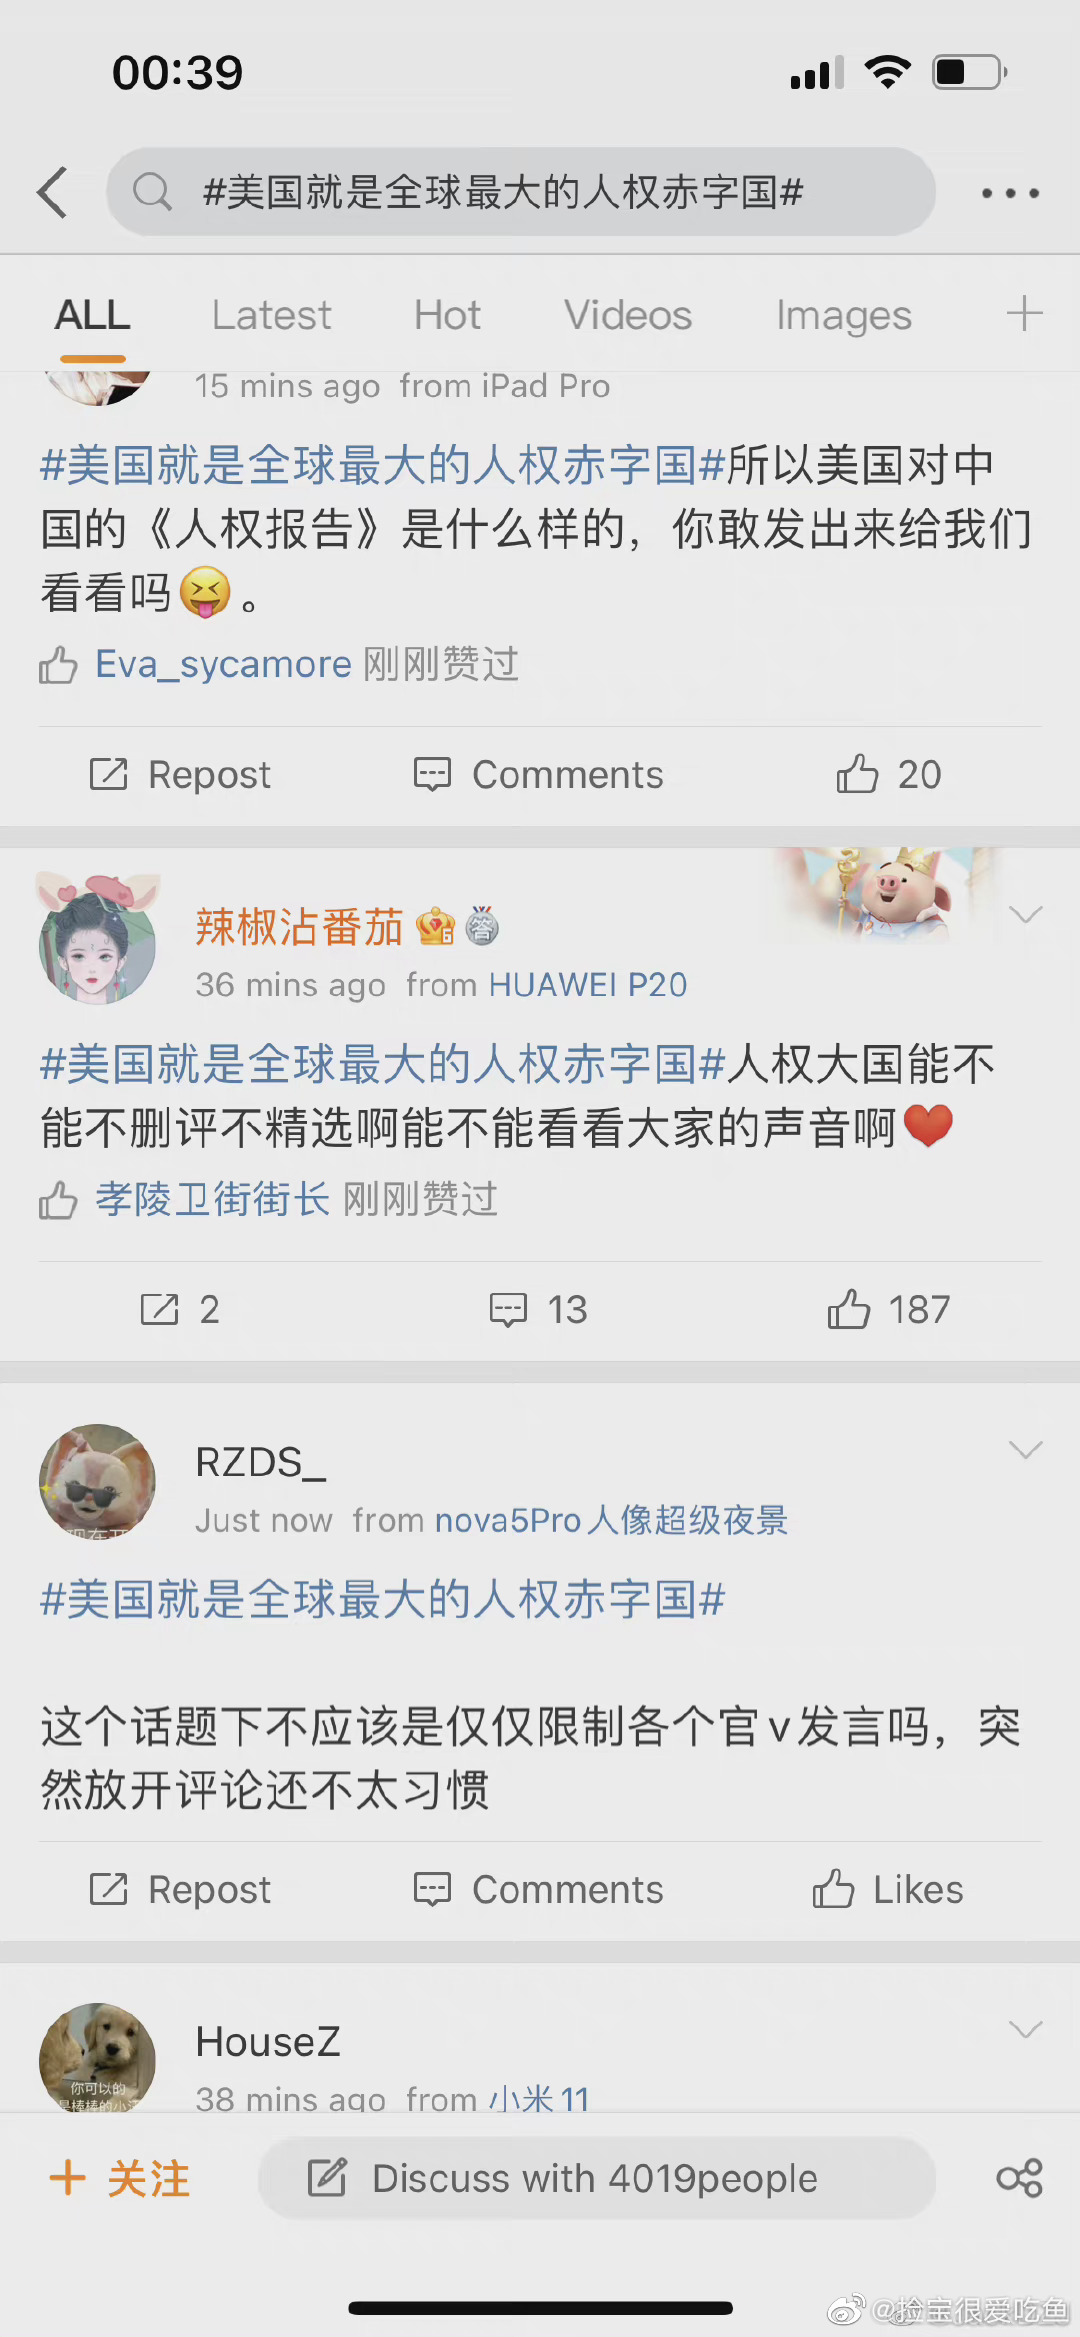 00:39
#美国就是全球最大的人权赤字国#
ALL Latest Hot Videos Images
15 mins ago from iPad Pro
#美国就是全球最大的人权赤字国#所以美国对中
国的《人权报告》是什么样的，你敢发出来给我们
看看吗😝。
Eva_sycamore 刚刚赞过
Repost Comments 20
辣椒沾番茄
答
36 mins ago from HUAWEI P20
#美国就是全球最大的人权赤字国#人权大国能不
能不删评不精选啊能不能看看大家的声音啊❤️
孝陵卫街街长 刚刚赞过
2 13 187
RZDS_
Just now from nova5Pro人像超级夜景
#美国就是全球最大的人权赤字国#
这个话题下不应该是仅仅限制各个官v发言吗，突
然放开评论还不太习惯
Repost Comments Likes
HouseZ
你可以的
38 mins ago from 小米11
+ 关注 Discuss with 4019people
@捡宝很爱吃鱼